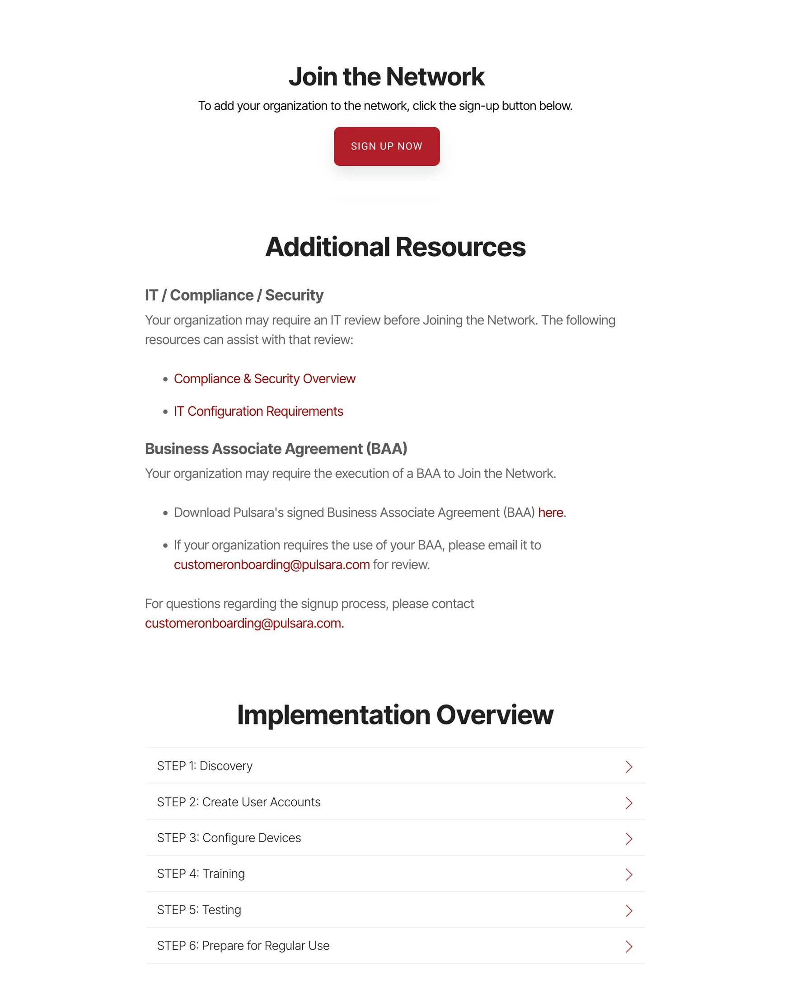 Join the Network
To add your organization to the network, click the sign-up button below.
SIGN UP NOW
Additional Resources
IT / Compliance / Security
Your organization may require an IT review before Joining the Network. The following
resources can assist with that review:
• Compliance & Security Overview
• IT Configuration Requirements
Business Associate Agreement (BAA)
Your organization may require the execution of a BAA to Join the Network.
• Download Pulsara's signed Business Associate Agreement (BAA) here.
• If your organization requires the use of your BAA, please email it to
customeronboarding@pulsara.com for review.
For questions regarding the signup process, please contact
customeronboarding@pulsara.com.
Implementation Overview
STEP 1: Discovery
STEP 2: Create User Accounts
STEP 3: Configure Devices
STEP 4: Training
STEP 5: Testing
STEP 6: Prepare for Regular Use